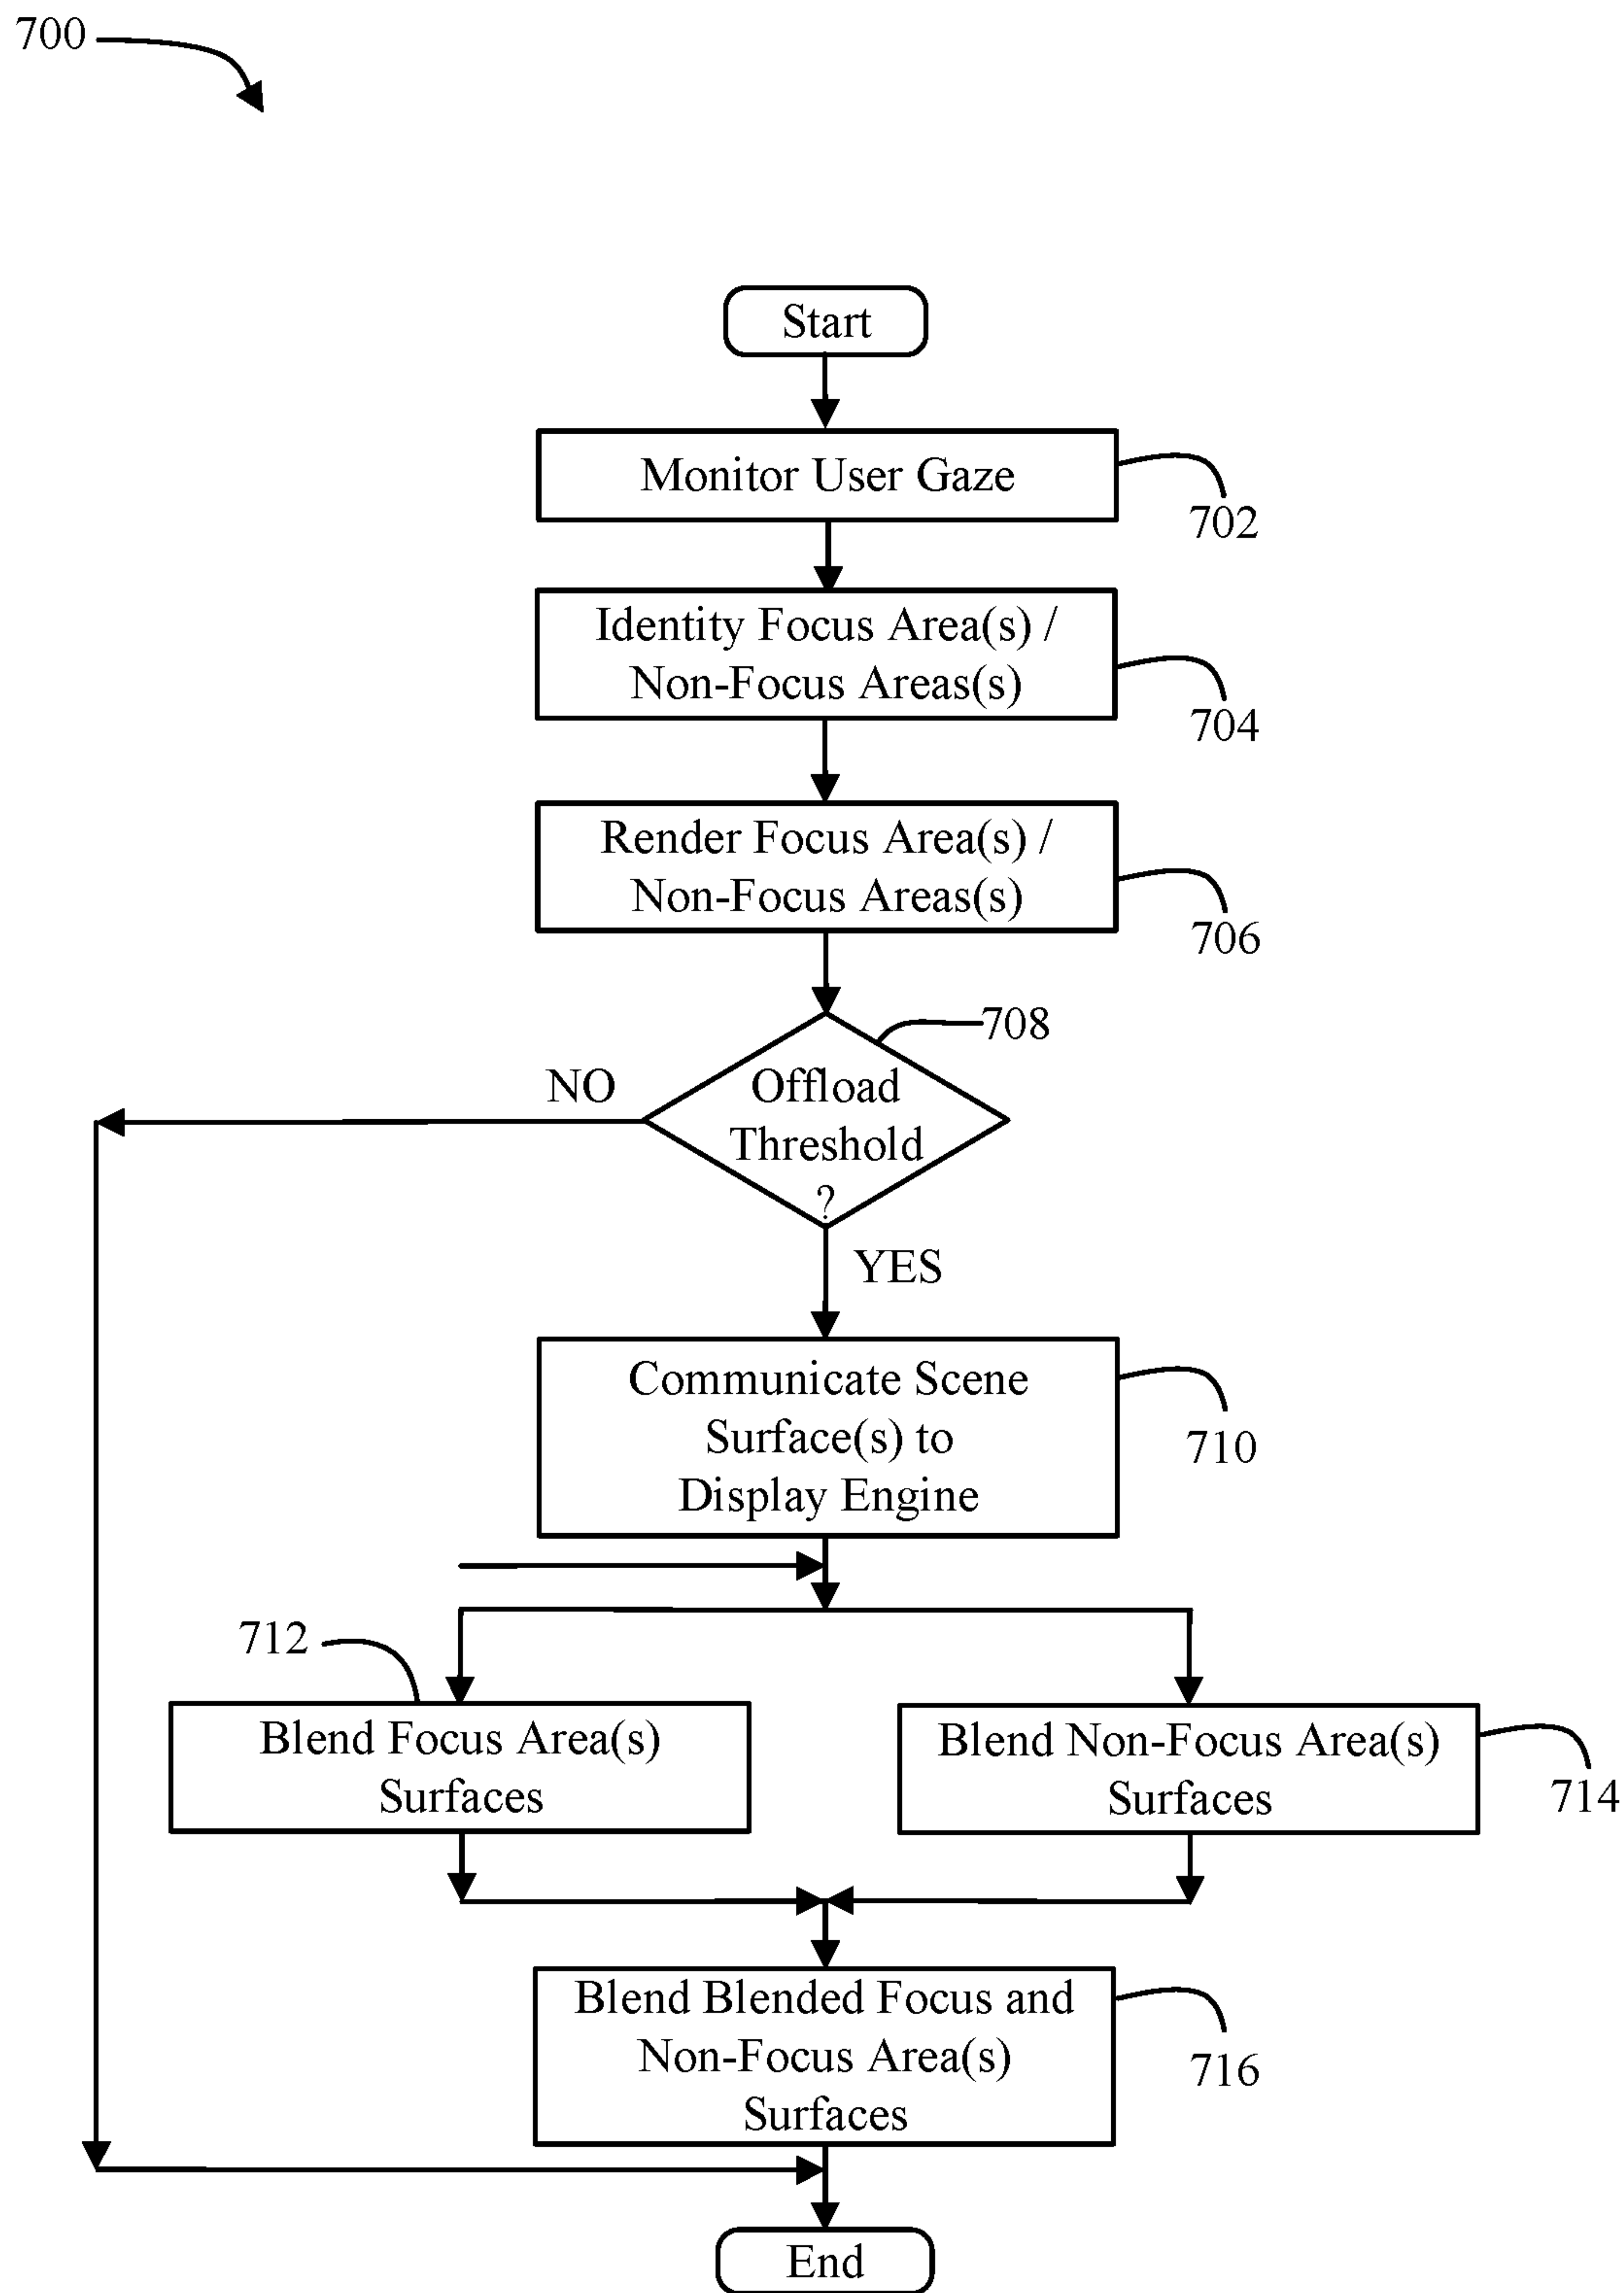 700
Start
Monitor User Gaze
702
Identity Focus Area(s) /
Non-Focus Areas(s)
704
Render Focus Area(s) /
Non-Focus Areas(s)
706
708
NO
Offload
Threshold
?
YES
Communicate Scene
Surface(s) to
Display Engine
710
712
Blend Focus Area(s)
Surfaces
Blend Non-Focus Area(s)
Surfaces
714
Blend Blended Focus and
Non-Focus Area(s)
Surfaces
716
End